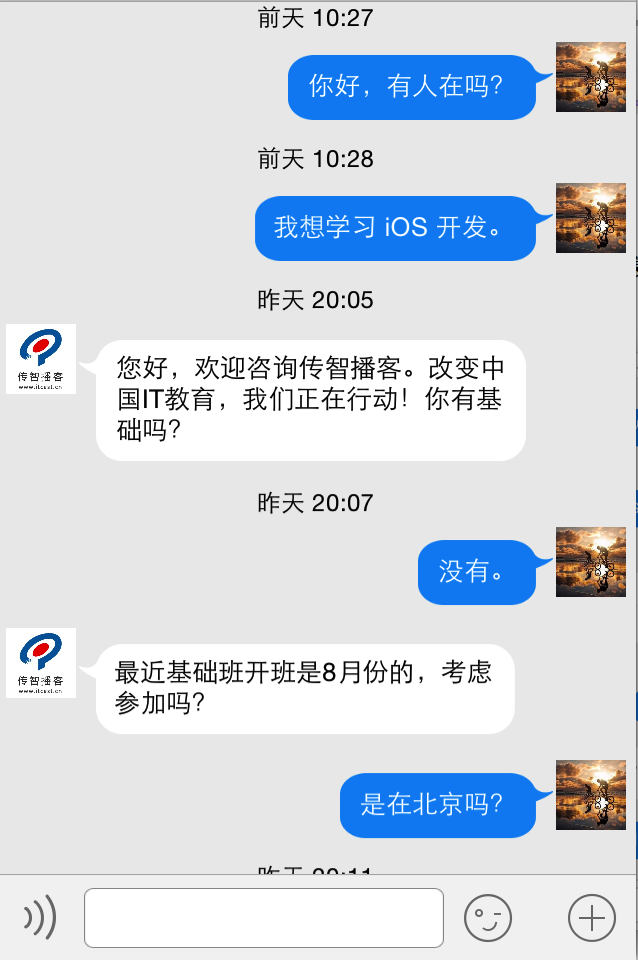 前天 10:27
你好，有人在吗？
前天 10:28
我想学习 iOS 开发。
昨天 20:05
传智播客
www.itcast.cn
您好，欢迎咨询传智播客。改变中
国IT教育，我们正在行动！你有基
础吗？
昨天 20:07
没有。
传智播客
www.itcast.cn
最近基础班开班是8月份的，考虑
参加吗？
是在北京吗？
昨天 20:11